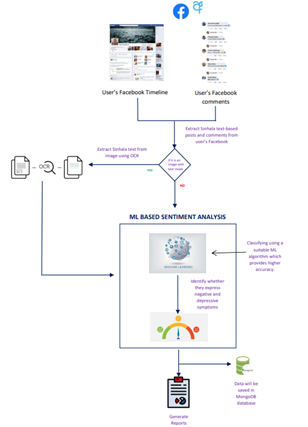 User's Facebook Timeline
User's Facebook
comments
Extract Sinhala text-based
posts and comments from
user's Facebook
Extract Sinhala text from
image using OCR
If it is an
image with
text inside
YES
NO
OCR
ML BASED SENTIMENT ANALYSIS
MACHINE LEARNING
Classifying using a
suitable ML
algorithm which
provides higher
accuracy.
Identify whether
they express
negative and
depressive
symptoms
Data will be
saved in
MongoDB
database
Generate
Reports